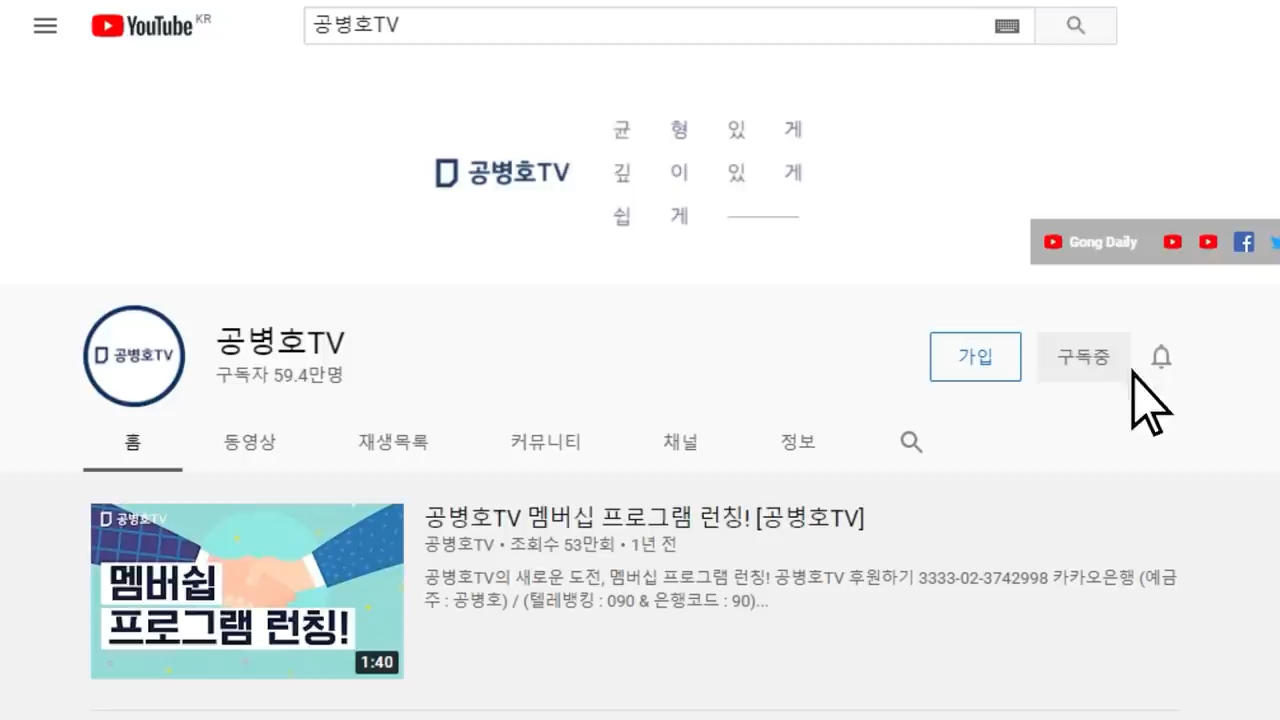 YouTube KR
공병호TV
균 형 있 게
공병호TV
깊 이 있 게
쉽 게
Gong Daily
공병호TV
공병호TV
구독자 59.4만명
가입
구독중
홈
동영상
재생목록
커뮤니티
채널
정보
공병호TV
멤버쉽
프로그램 런칭!
1:40
공병호TV 멤버십 프로그램 런칭! [공병호TV]
공병호TV • 조회수 53만회 • 1년 전
공병호TV의 새로운 도전, 멤버십 프로그램 런칭! 공병호TV 후원하기 3333-02-3742998 카카오은행 (예금
주 : 공병호) / (텔레뱅킹 : 090 & 은행코드 : 90)...